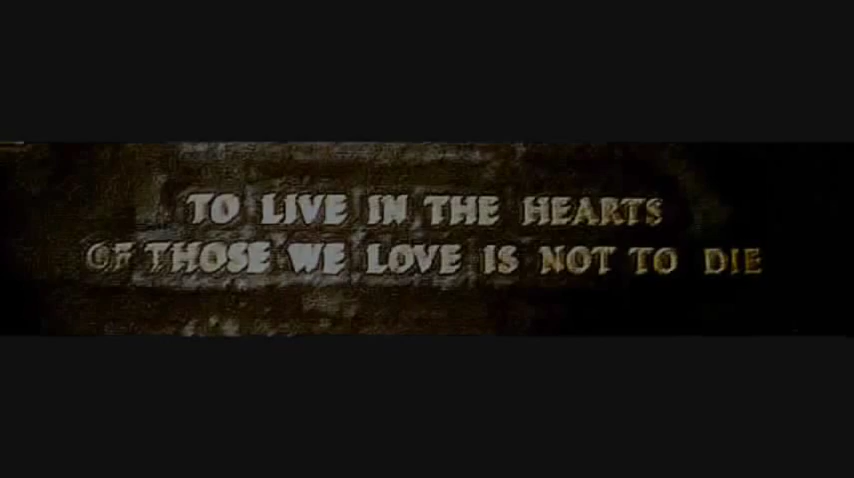 TO LIVE IN THE HEARTS
OF THOSE WE LOVE IS NOT TO DIE